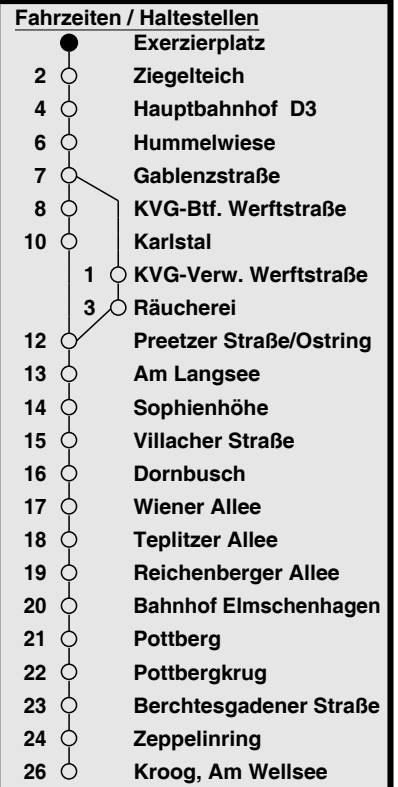 Fahrzeiten / Haltestellen
Exerzierplatz
2 Ziegelteich
4 Hauptbahnhof D3
6 Hummelwiese
7 Gablenzstraße
8 KVG-Btf. Werftstraße
10 Karlstal
1 KVG-Verw. Werftstraße
3 Räucherei
12 Preetzer Straße/Ostring
13 Am Langsee
14 Sophienhöhe
15 Villacher Straße
16 Dornbusch
17 Wiener Allee
18 Teplitzer Allee
19 Reichenberger Allee
20 Bahnhof Elmschenhagen
21 Pottberg
22 Pottbergkrug
23 Berchtesgadener Straße
24 Zeppelinring
26 Kroog, Am Wellsee